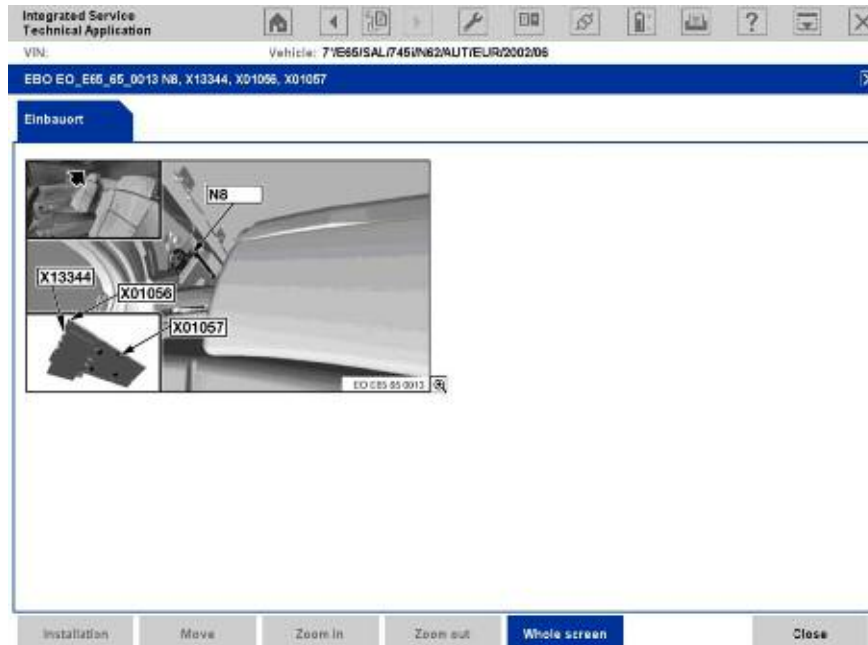 Integrated Service
Technical Application
VIN:
Vehicle: 7'/E65/SAL/745i/N62/AUT/EUR/2002/06
EBO EO_E65_65_0013 N8, X13344, X01056, X01057
Einbauort
N8
X13344
X01056
X01057
EO E65 65 0013
Installation
Move
Zoom in
Zoom out
Whole screen
Close